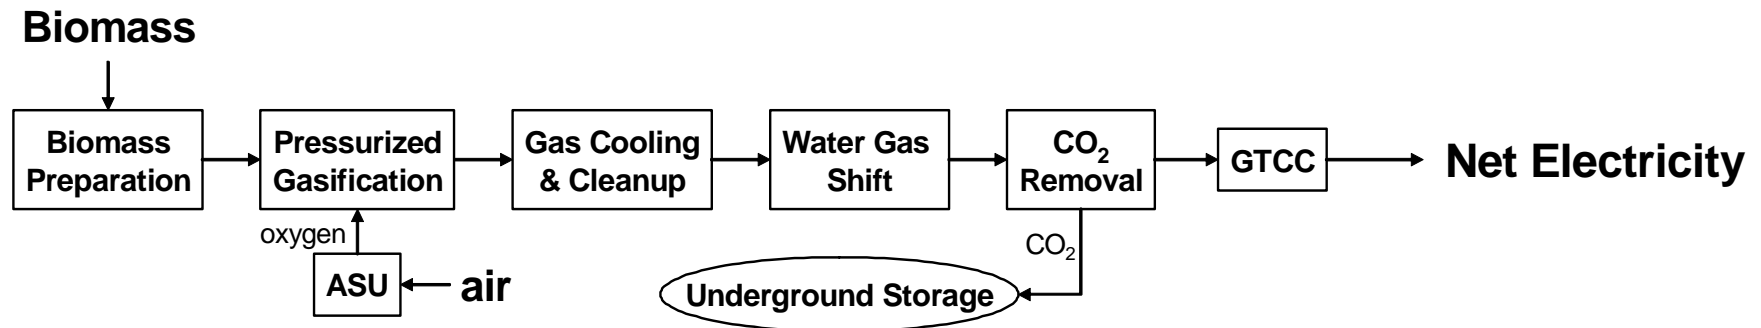 Biomass
Biomass
Preparation
Pressurized
Gasification
Gas Cooling
& Cleanup
Water Gas
Shift
CO₂
Removal
GTCC
Net Electricity
oxygen
ASU
air
CO₂
Underground Storage